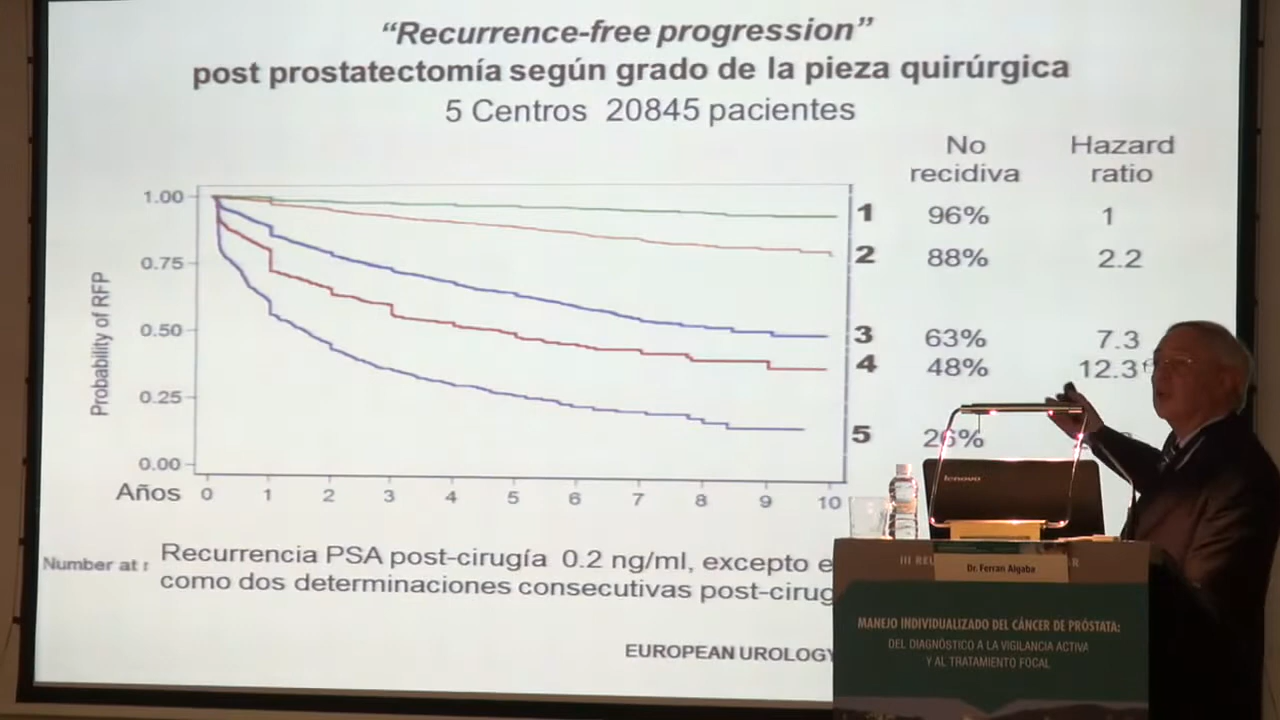 “Recurrence-free progression”
post prostatectomía según grado de la pieza quirúrgica
5 Centros 20845 pacientes
No recidiva
Hazard ratio
1.00
0.75
0.50
0.25
0.00
Probability of RFP
Años 0 1 2 3 4 5 6 7 8 9 10
1 96% 1
2 88% 2.2
3 63% 7.3
4 48% 12.3
5 26%
Number at
Recurrencia PSA post-cirugía 0.2 ng/ml, excepto
como dos determinaciones consecutivas
EUROPEAN UROLOGY
lenovo
III
Dr. Ferran Algaba
MANEJO INDIVIDUALIZADO DEL CÁNCER DE PRÓSTATA:
DEL DIAGNÓSTICO A LA VIGILANCIA ACTIVA
Y AL TRATAMIENTO FOCAL